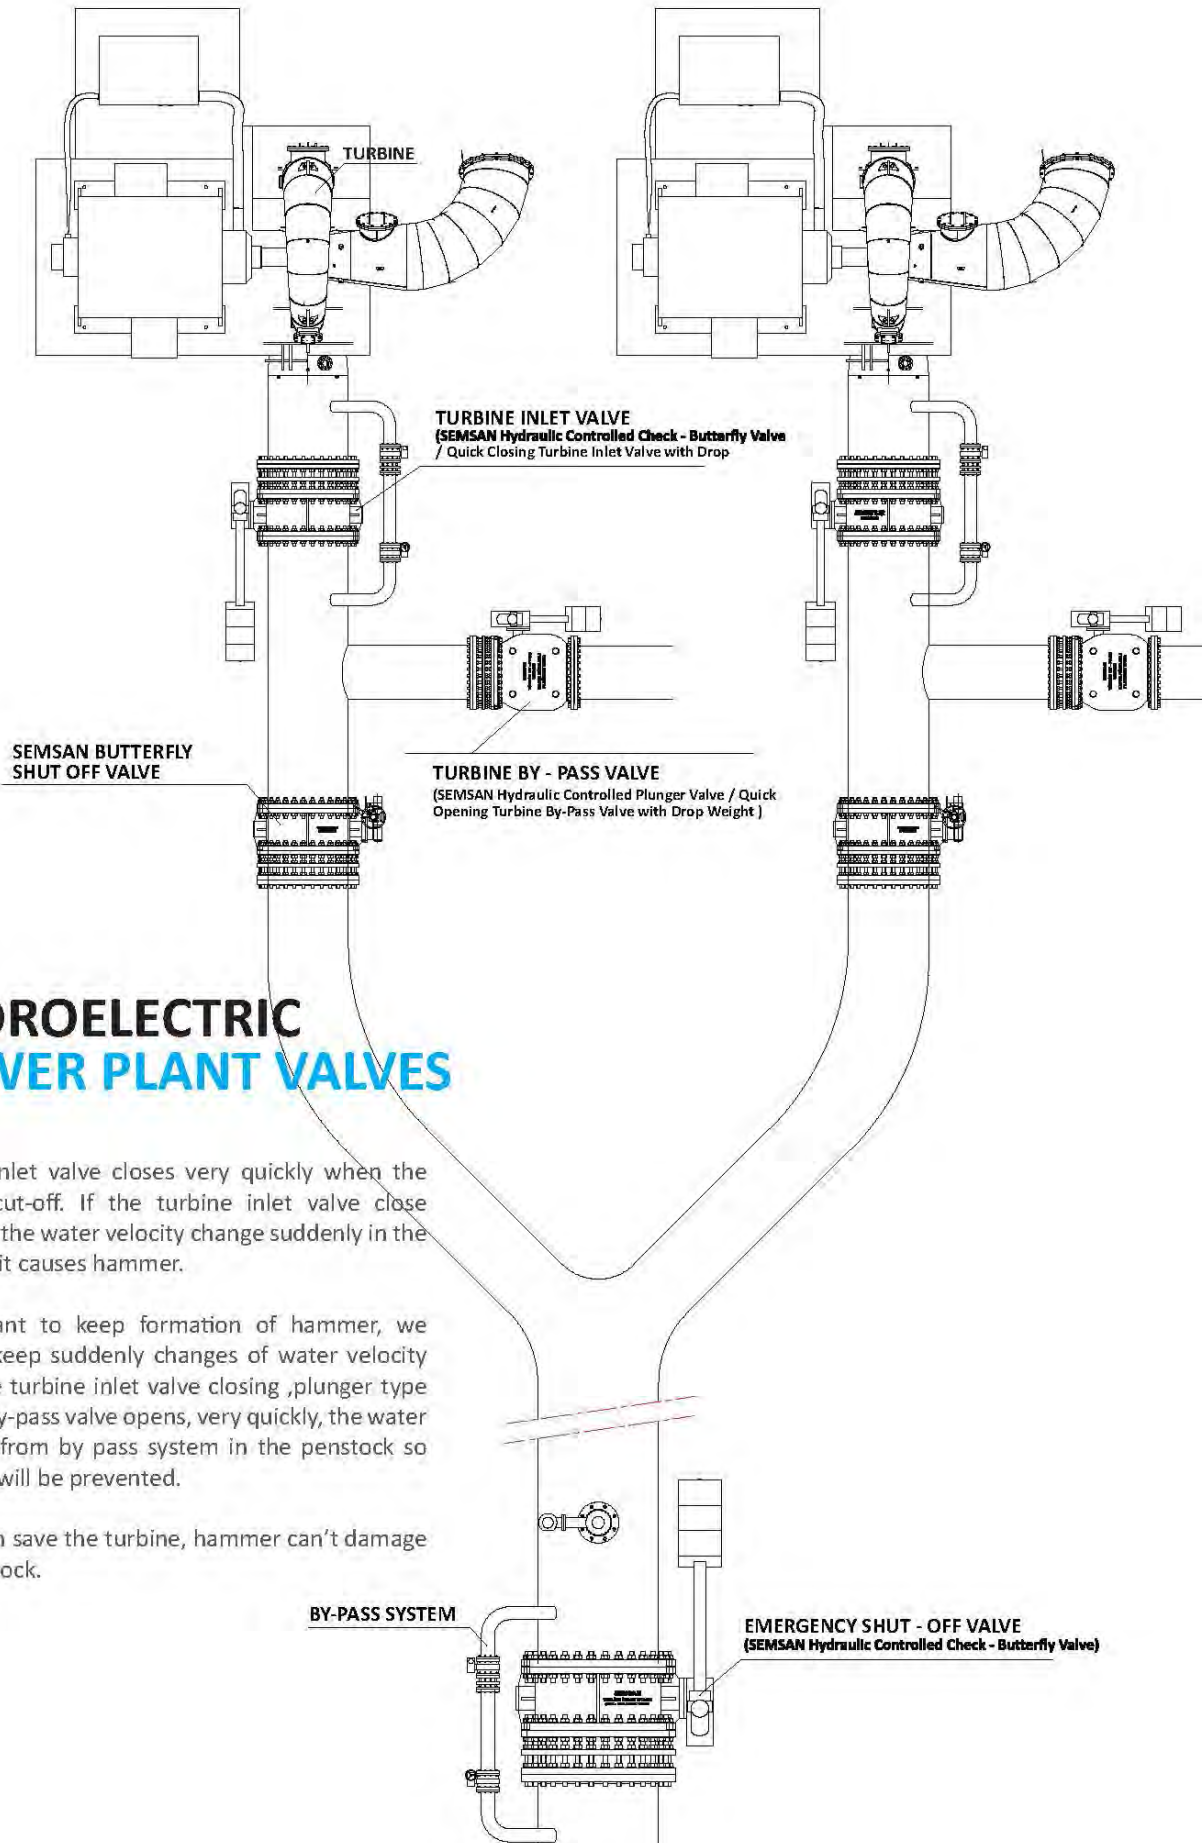 TURBINE
TURBINE INLET VALVE
(SEMSAN Hydraulic Controlled Check - Butterfly Valve
/ Quick Closing Turbine Inlet Valve with Drop
SEMSAN BUTTERFLY
SHUT OFF VALVE
TURBINE BY - PASS VALVE
(SEMSAN Hydraulic Controlled Plunger Valve / Quick
Opening Turbine By-Pass Valve with Drop Weight )
DROELECTRIC
WER PLANT VALVES
nlet valve closes very quickly when the
cut-off. If the turbine inlet valve close
the water velocity change suddenly in the
it causes hammer.
ant to keep formation of hammer, we
keep suddenly changes of water velocity
e turbine inlet valve closing ,plunger type
y-pass valve opens, very quickly, the water
from by pass system in the penstock so
will be prevented.
n save the turbine, hammer can't damage
ock.
BY-PASS SYSTEM
EMERGENCY SHUT - OFF VALVE
(SEMSAN Hydraulic Controlled Check - Butterfly Valve)